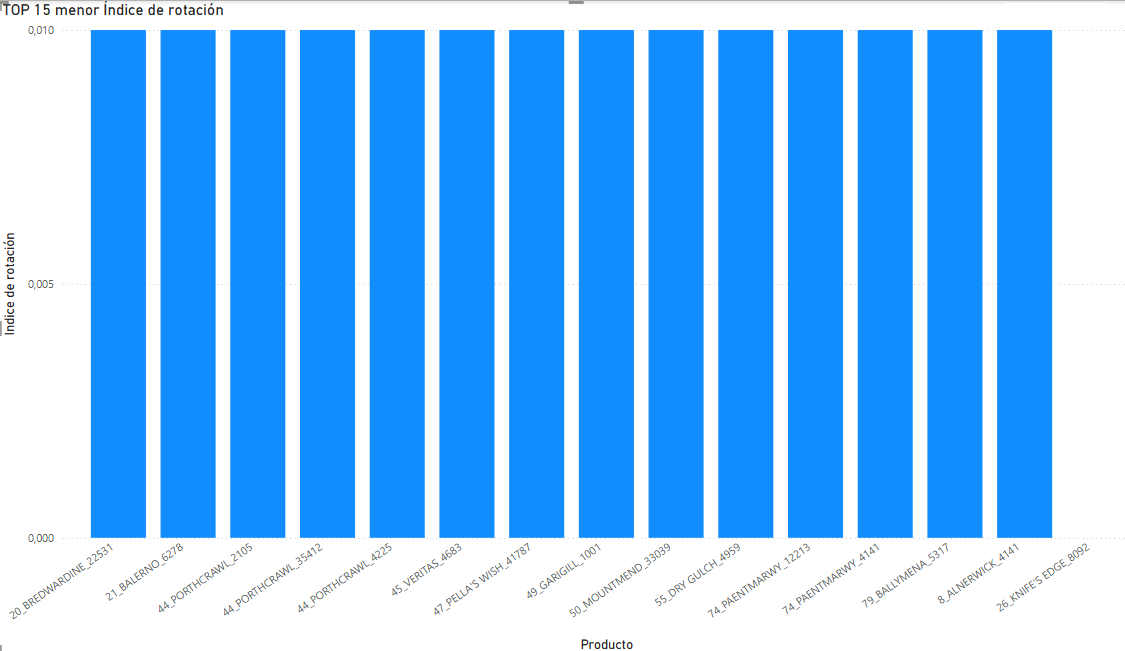 TOP 15 menor Índice de rotación
0,010
0,005
0,000
Indice de rotación
20_BREDWARDINE_22531
21_BALERNO_6278
44_PORTHCRAWL_2105
44_PORTHCRAWL_35412
44_PORTHCRAWL_4225
45_VERITAS_4683
47_PELLA'S WISH_41787
49_GARIGILL_1001
50_MOUNTMEND_33039
55_DRY GULCH_4959
74_PAENTMARWY_12213
74_PAENTMARWY_4141
79_BALLYMENA_5317
8_ALNERWICK_4141
26_KNIFE'S EDGE_8092
Producto